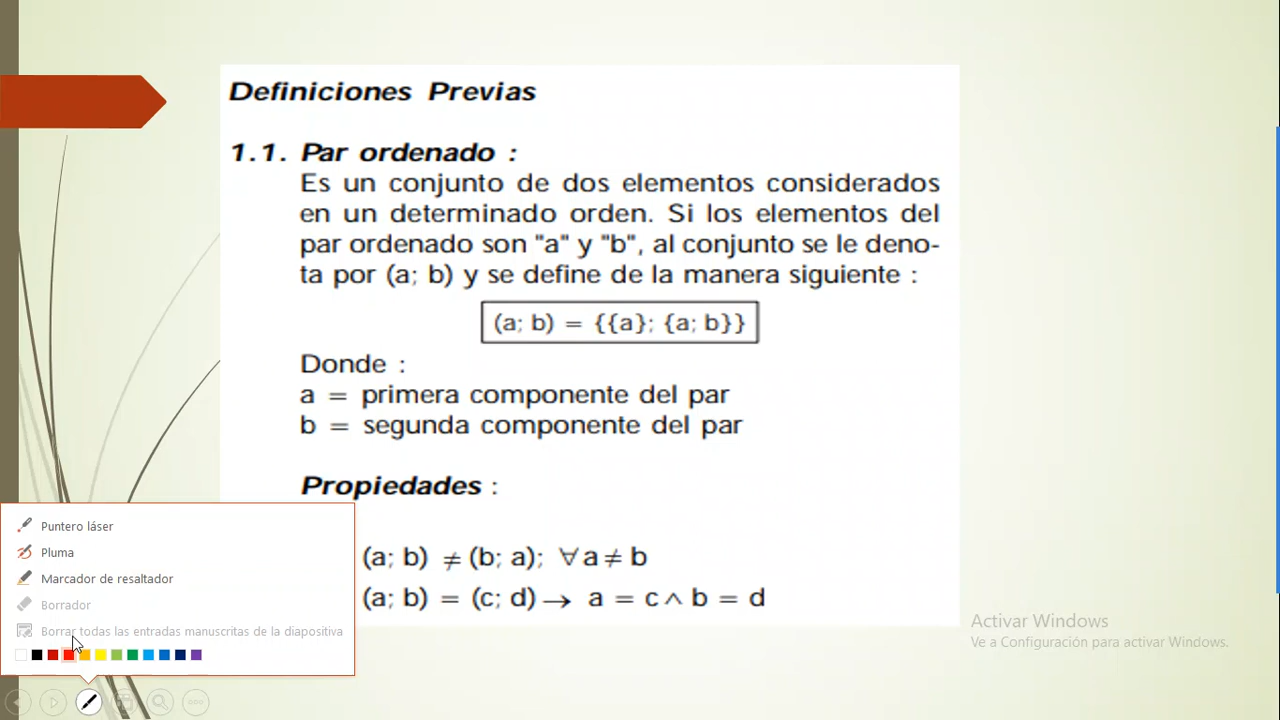 Definiciones Previas
1.1. Par ordenado :
Es un conjunto de dos elementos considerados
en un determinado orden. Si los elementos del
par ordenado son "a" y "b", al conjunto se le deno-
ta por (a; b) y se define de la manera siguiente :
(a; b) = {{a}; {a; b}}
Donde :
a = primera componente del par
b = segunda componente del par
Propiedades :
(a; b) ≠ (b; a); ∀ a ≠ b
(a; b) = (c; d) → a = c ∧ b = d
Puntero láser
Pluma
Marcador de resaltador
Borrador
Borrar todas las entradas manuscritas de la diapositiva
Activar Windows
Ve a Configuración para activar Windows.